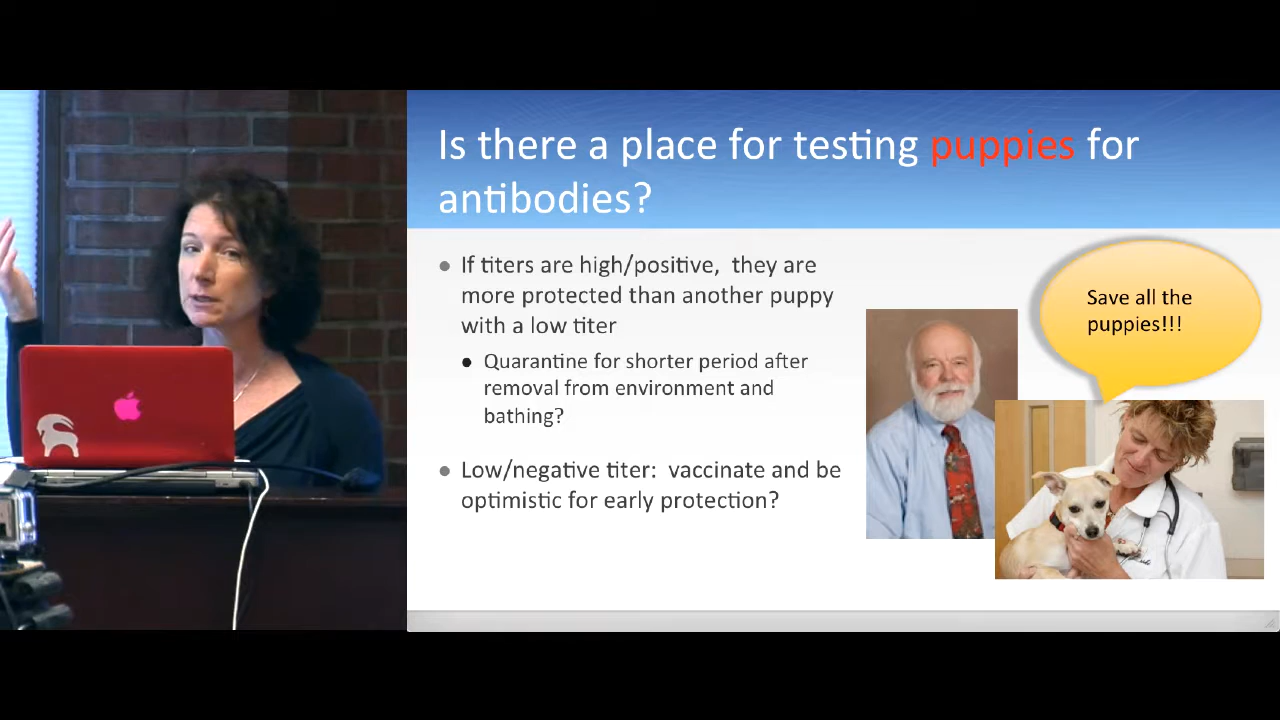 Is there a place for testing puppies for
antibodies?
If titers are high/positive, they are
more protected than another puppy
with a low titer
Quarantine for shorter period after
removal from environment and
bathing?
Low/negative titer: vaccinate and be
optimistic for early protection?
Save all the
puppies!!!